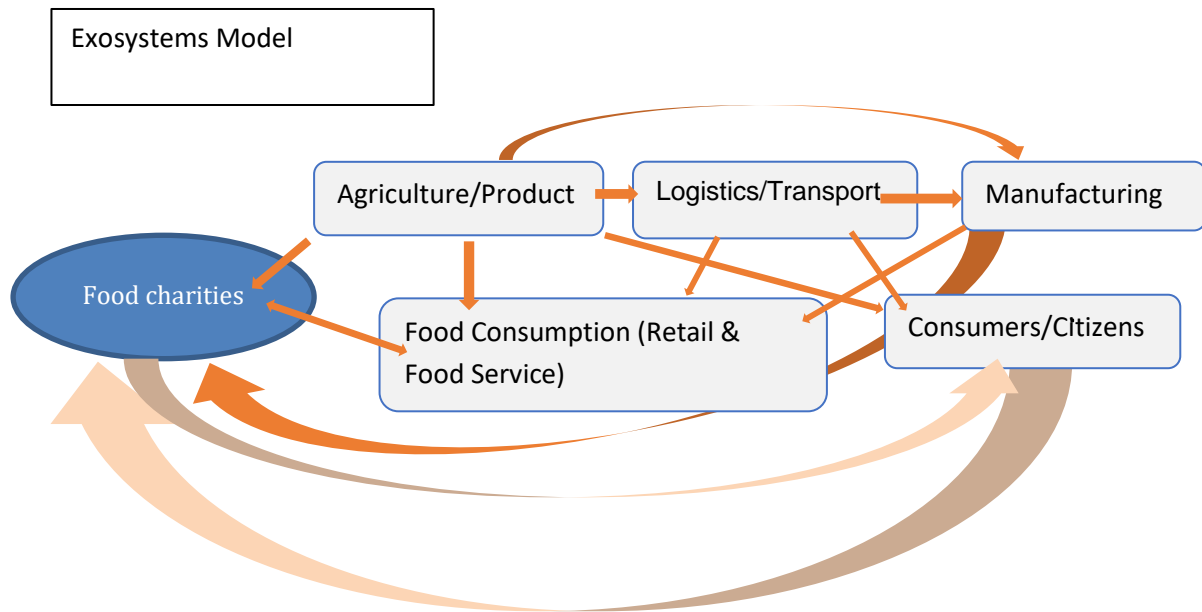 Exosystems Model
Agriculture/Product
Logistics/Transport
Manufacturing
Food charities
Food Consumption (Retail &
Food Service)
Consumers/Citizens